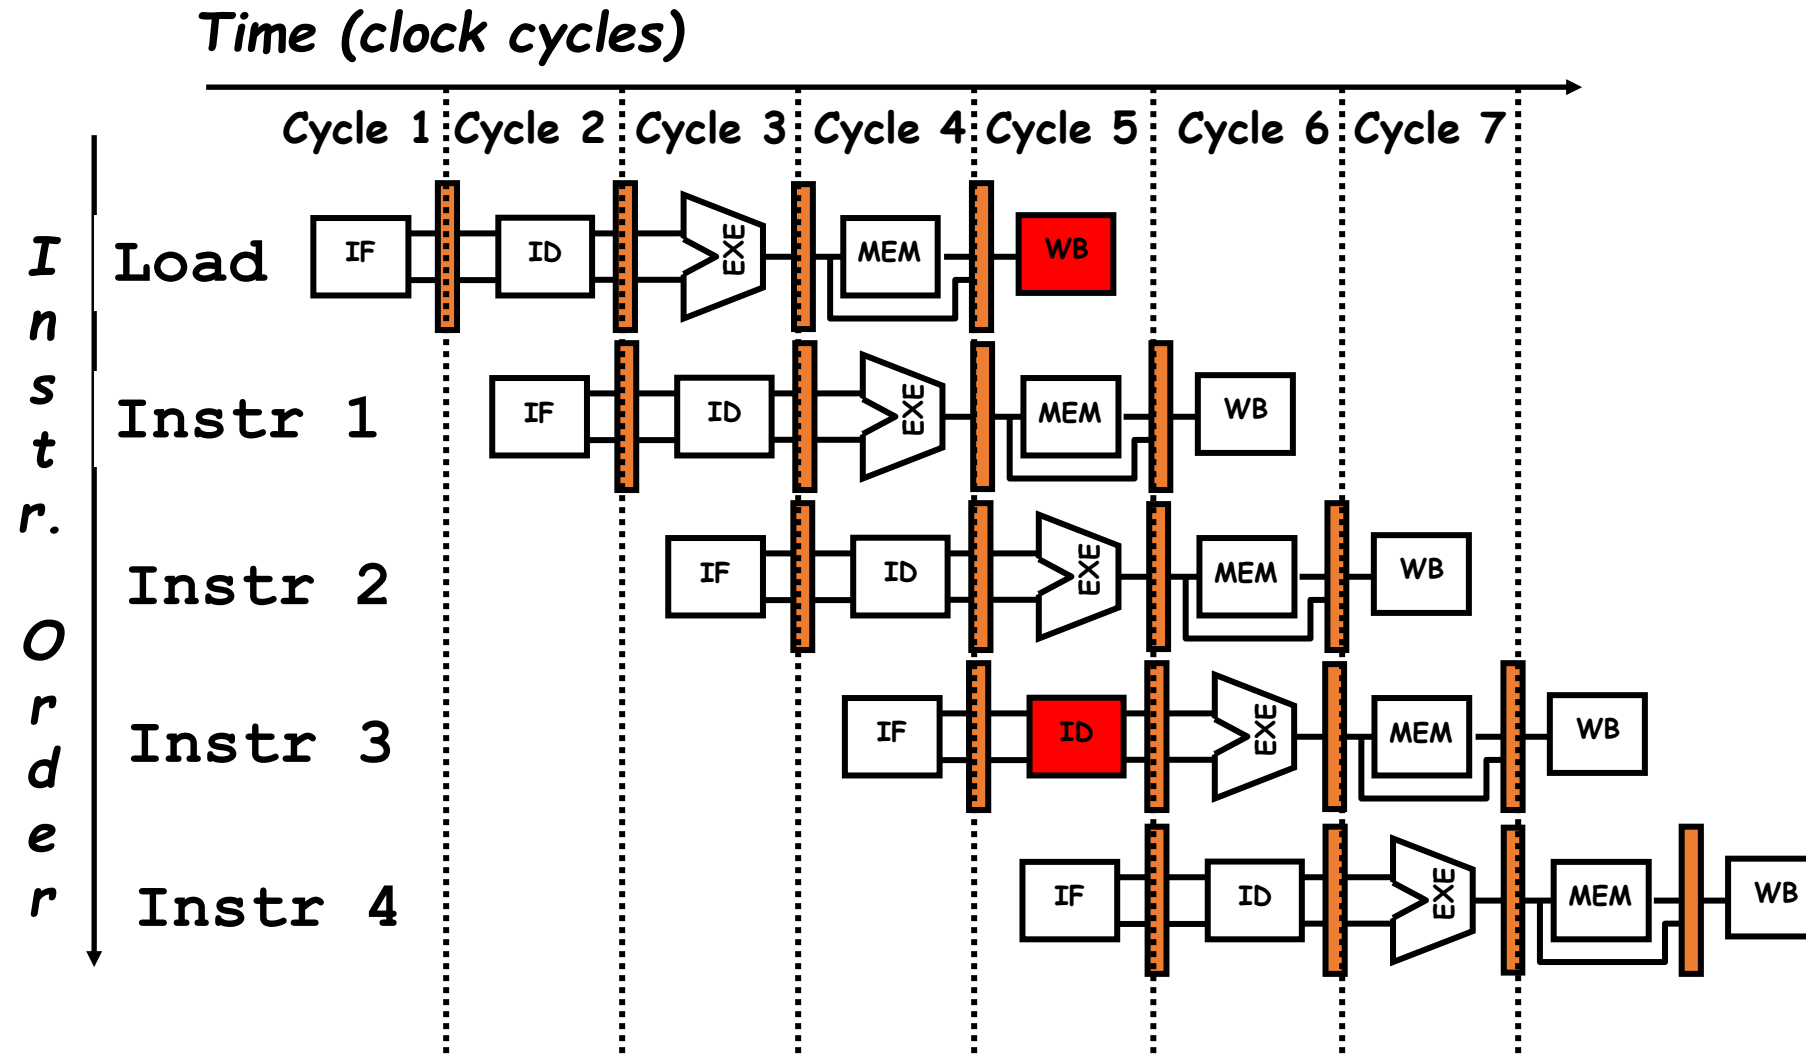 Time (clock cycles)
Cycle 1 Cycle 2 Cycle 3 Cycle 4 Cycle 5 Cycle 6 Cycle 7
Instr. Order
Load IF ID EXE MEM WB
Instr 1 IF ID EXE MEM WB
Instr 2 IF ID EXE MEM WB
Instr 3 IF ID EXE MEM WB
Instr 4 IF ID EXE MEM WB